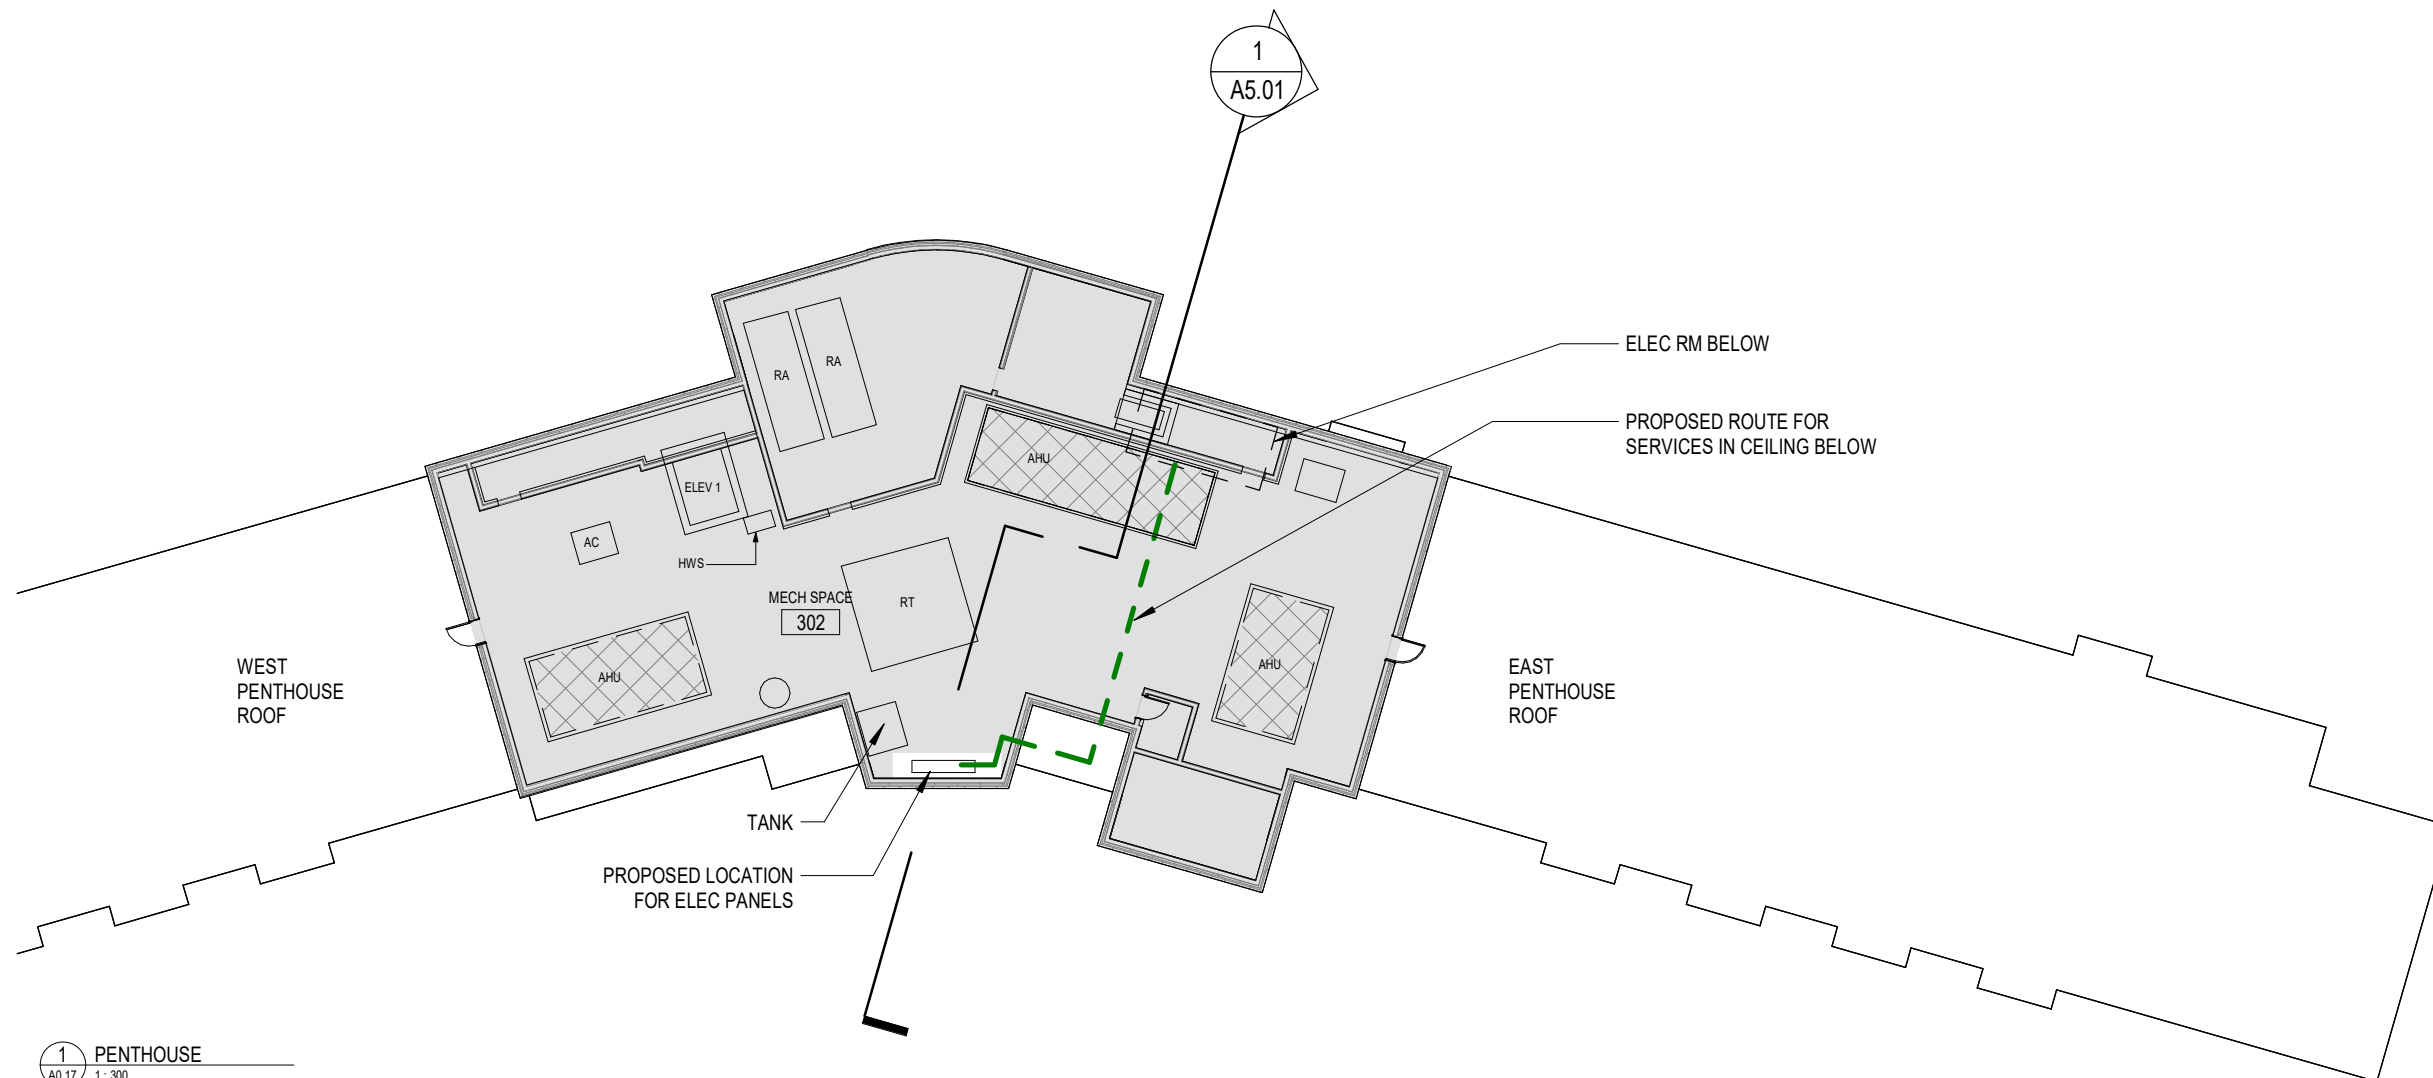 1
A5.01
ELEC RM BELOW
PROPOSED ROUTE FOR
SERVICES IN CEILING BELOW
RA
RA
AHU
ELEV 1
AC
HWS
MECH SPACE
302
RT
AHU
AHU
WEST
PENTHOUSE
ROOF
EAST
PENTHOUSE
ROOF
TANK
PROPOSED LOCATION
FOR ELEC PANELS
1
PENTHOUSE
A0.17
1 : 300